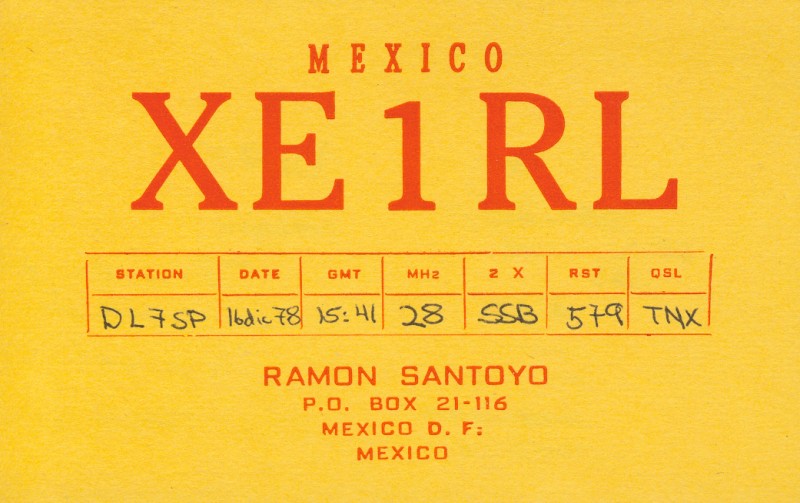 MEXICO
XE1RL
STATION DATE GMT MHz 2 X RST QSL
DL7SP 16dic78 15:41 28 SSB 579 TNX
RAMON SANTOYO
P.O. BOX 21-116
MEXICO D. F:
MEXICO